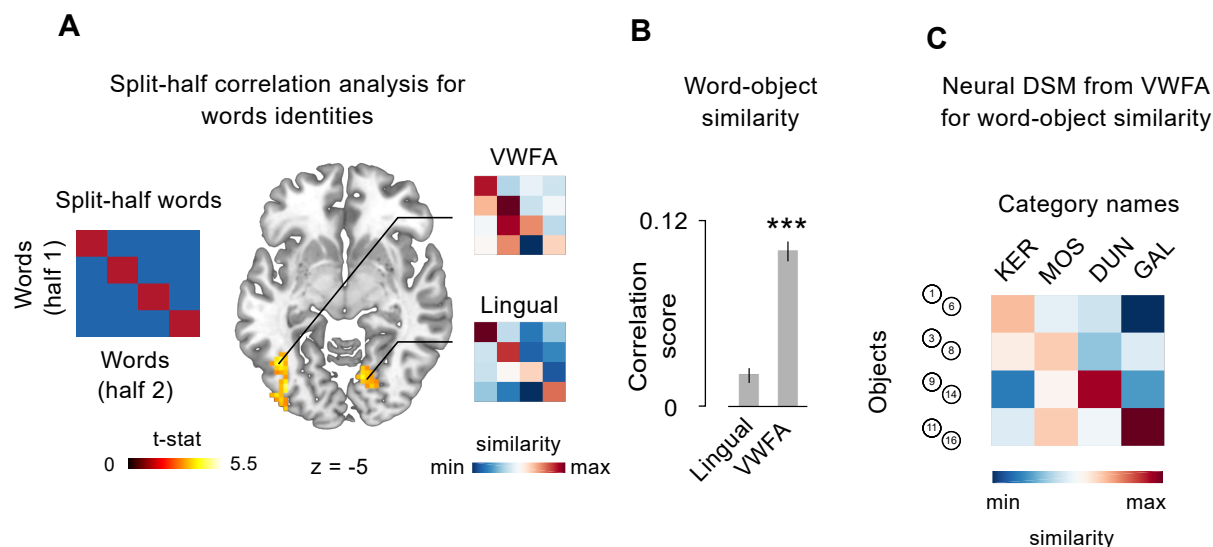 A
Split-half correlation analysis for
words identities
Split-half words
Words
(half 1)
Words
(half 2)
VWFA
Lingual
t-stat
0
5.5
z = -5
similarity
min
max
B
Word-object
similarity
Correlation
score
0.12
0
***
Lingual
VWFA
C
Neural DSM from VWFA
for word-object similarity
Category names
KER
MOS
DUN
GAL
Objects
1
6
3
8
9
14
11
16
min
max
similarity